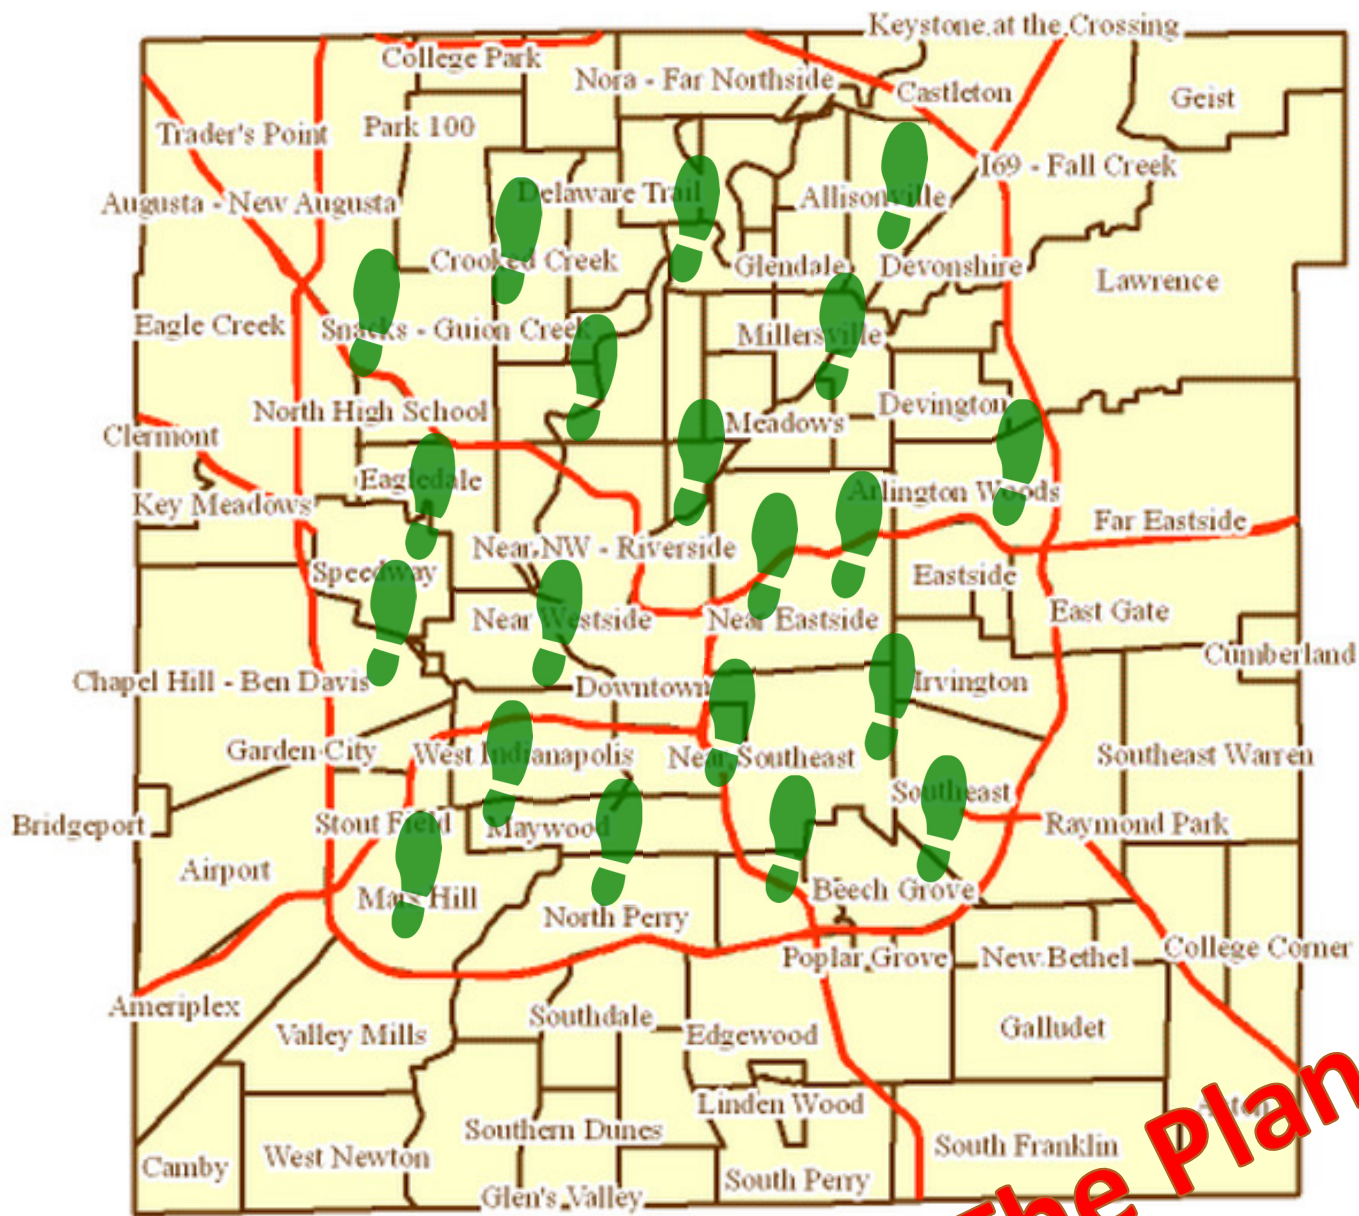 Keystone at the Crossing
College Park
Nora - Far Northside
Castleton
Geist
Trader's Point
Park 100
I69 - Fall Creek
Augusta - New Augusta
Delaware Trail
Allisonville
Crooked Creek
Glendale
Devonshire
Lawrence
Eagle Creek
Snacks - Guion Creek
Millersville
North High School
Devington
Clermont
Meadows
Eagledale
Arlington Woods
Key Meadows
Far Eastside
Near NW - Riverside
Speedway
Eastside
Near Westside
Near Eastside
East Gate
Cumberland
Chapel Hill - Ben Davis
Downtown
Irvington
Garden City
West Indianapolis
Near Southeast
Southeast Warren
Southeast
Bridgeport
Stout Field
Maywood
Raymond Park
Airport
Mars Hill
Beech Grove
North Perry
Poplar Grove
New Bethel
College Corner
Ameriplex
Southdale
Valley Mills
Edgewood
Galludet
Linden Wood
Acton
Southern Dunes
South Franklin
West Newton
Camby
South Perry
Glen's Valley
The Plan